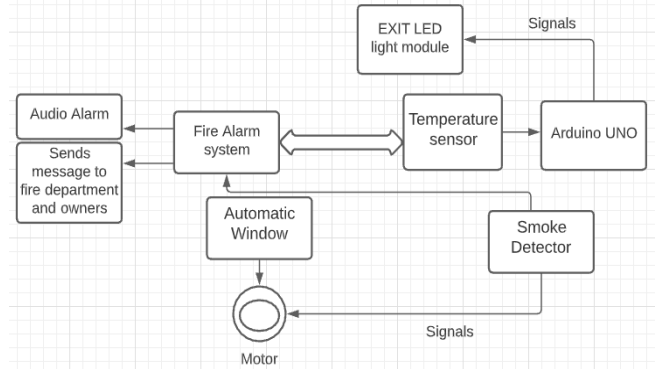 EXIT LED
light module
Signals
Audio Alarm
Fire Alarm
system
Temperature
sensor
Arduino UNO
Sends
message to
fire department
and owners
Automatic
Window
Smoke
Detector
Signals
Motor